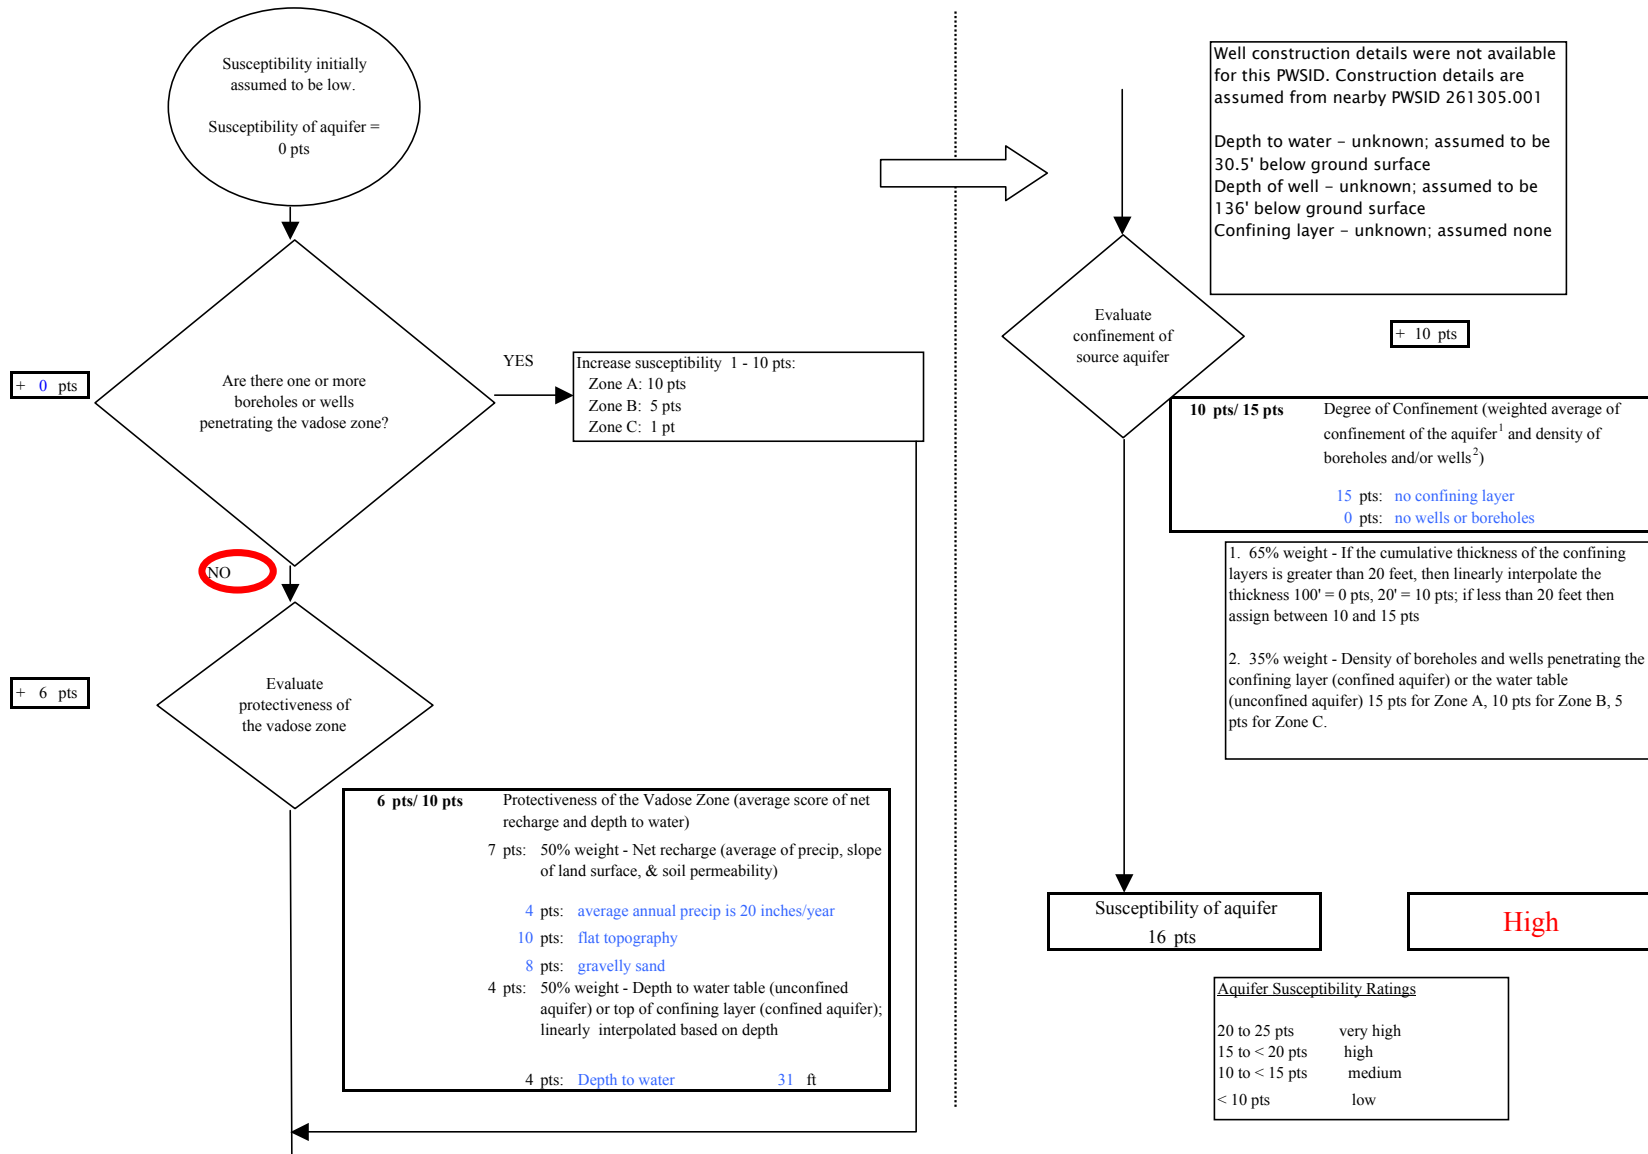 Susceptibility initially
assumed to be low.
Susceptibility of aquifer =
0 pts
+ 0 pts
Are there one or more
boreholes or wells
penetrating the vadose zone?
YES
Increase susceptibility 1 - 10 pts:
Zone A: 10 pts
Zone B: 5 pts
Zone C: 1 pt
NO
+ 6 pts
Evaluate
protectiveness of
the vadose zone
6 pts/ 10 pts Protectiveness of the Vadose Zone (average score of net
recharge and depth to water)
7 pts: 50% weight - Net recharge (average of precip, slope
of land surface, & soil permeability)
4 pts: average annual precip is 20 inches/year
10 pts: flat topography
8 pts: gravelly sand
4 pts: 50% weight - Depth to water table (unconfined
aquifer) or top of confining layer (confined aquifer);
linearly interpolated based on depth
4 pts: Depth to water 31 ft
Well construction details were not available
for this PWSID. Construction details are
assumed from nearby PWSID 261305.001
Depth to water – unknown; assumed to be
30.5' below ground surface
Depth of well – unknown; assumed to be
136' below ground surface
Confining layer – unknown; assumed none
Evaluate
confinement of
source aquifer
+ 10 pts
10 pts/ 15 pts Degree of Confinement (weighted average of
confinement of the aquifer1 and density of
boreholes and/or wells2)
15 pts: no confining layer
0 pts: no wells or boreholes
1. 65% weight - If the cumulative thickness of the confining
layers is greater than 20 feet, then linearly interpolate the
thickness 100' = 0 pts, 20' = 10 pts; if less than 20 feet then
assign between 10 and 15 pts
2. 35% weight - Density of boreholes and wells penetrating the
confining layer (confined aquifer) or the water table
(unconfined aquifer) 15 pts for Zone A, 10 pts for Zone B, 5
pts for Zone C.
Susceptibility of aquifer
16 pts
High
Aquifer Susceptibility Ratings
20 to 25 pts very high
15 to < 20 pts high
10 to < 15 pts medium
< 10 pts low